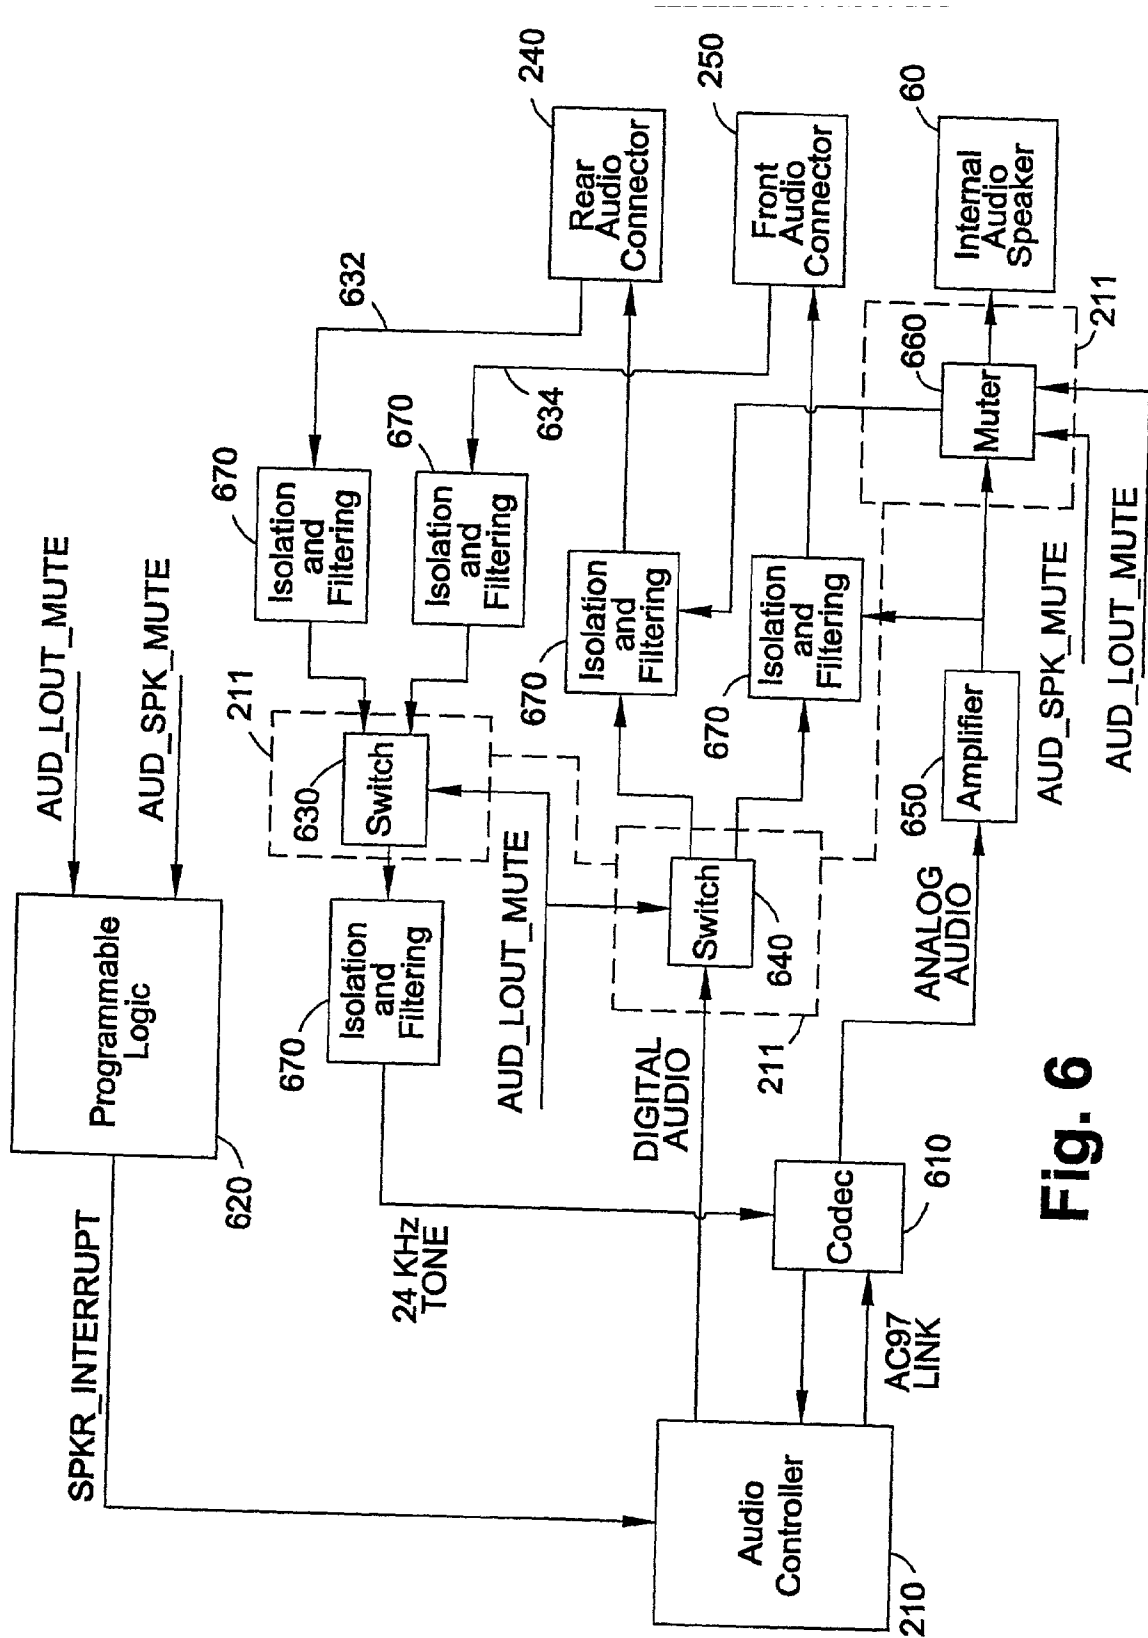 AUD_LOUT_MUTE
AUD_SPK_MUTE
Programmable
Logic
620
SPKR_INTERRUPT
670
Isolation
and
Filtering
632
240
Rear
Audio
Connector
670
Isolation
and
Filtering
634
250
Front
Audio
Connector
211
630
Switch
670
Isolation
and
Filtering
24 KHz
TONE
AUD_LOUT_MUTE
670
Isolation
and
Filtering
670
Isolation
and
Filtering
Switch
640
211
DIGITAL
AUDIO
60
Internal
Audio
Speaker
211
660
Muter
AUD_SPK_MUTE
AUD_LOUT_MUTE
650
Amplifier
ANALOG
AUDIO
Codec
610
AC97
LINK
Audio
Controller
210
Fig. 6